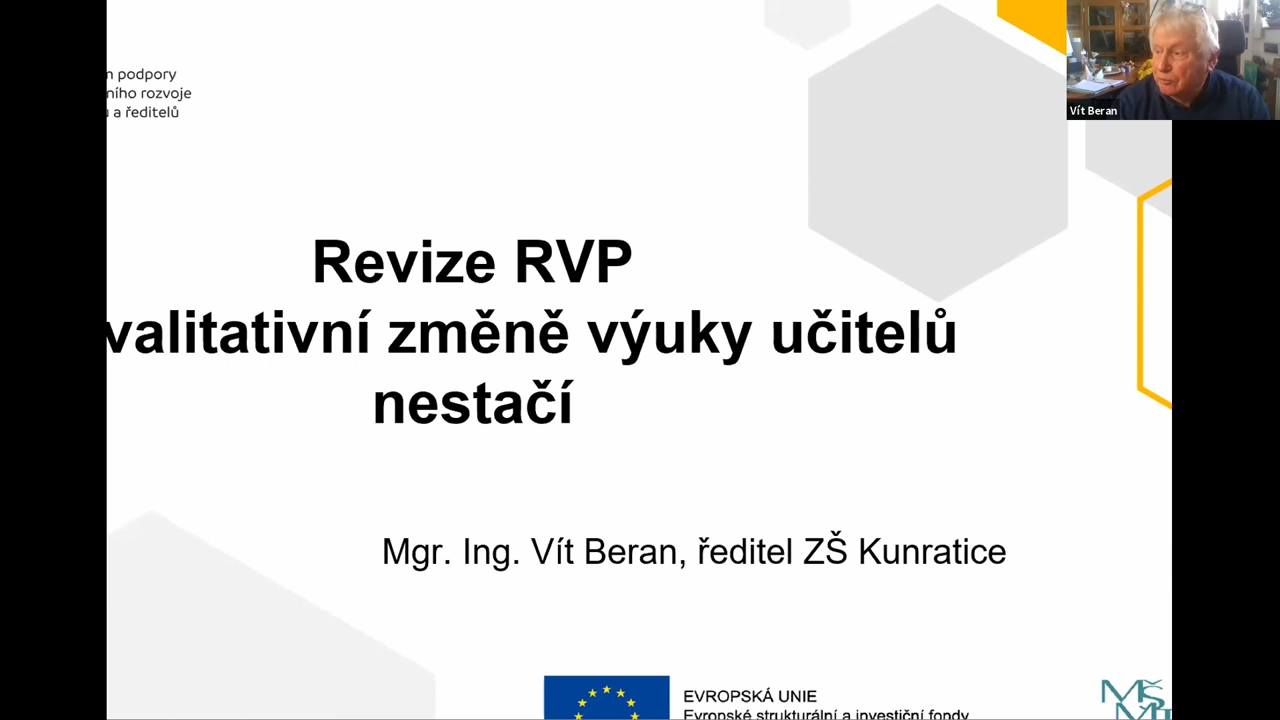 Vít Beran
m podpory
ního rozvoje
ů a ředitelů
Revize RVP
valitativní změně výuky učitelů
nestačí
Mgr. Ing. Vít Beran, ředitel ZŠ Kunratice
EVROPSKÁ UNIE
Evropské strukturální a investiční fondy